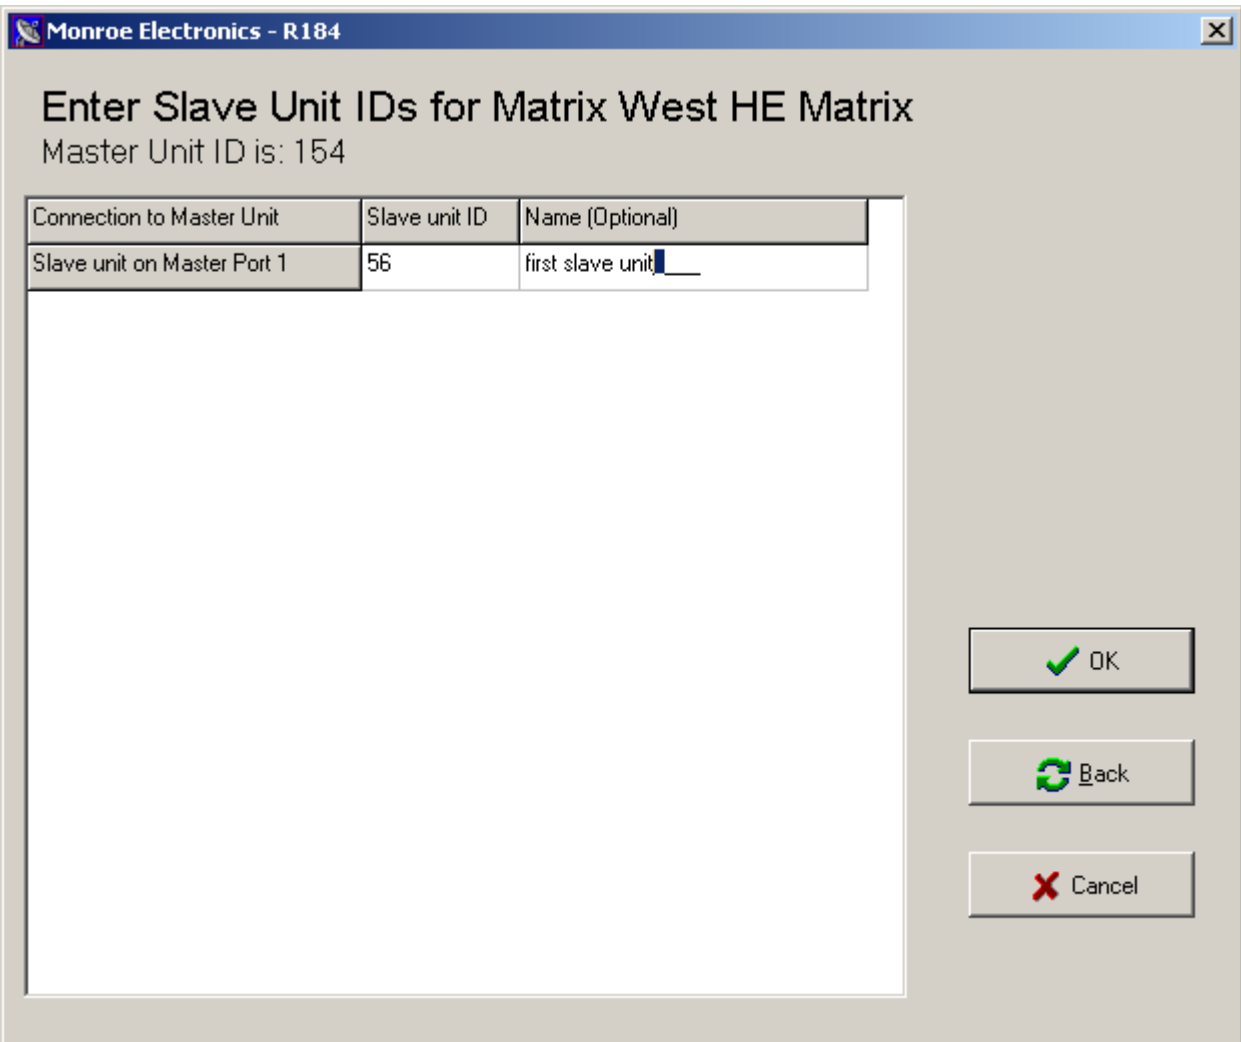 Monroe Electronics - R184
Enter Slave Unit IDs for Matrix West HE Matrix
Master Unit ID is: 154
Connection to Master Unit Slave unit ID Name (Optional)
Slave unit on Master Port 1 56 first slave unit____
OK
Back
Cancel